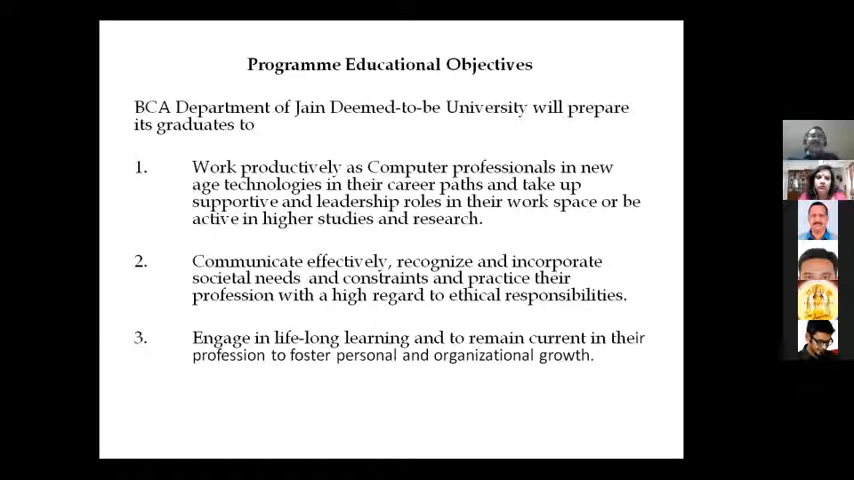 Programme Educational Objectives
BCA Department of Jain Deemed-to-be University will prepare
its graduates to
1. Work productively as Computer professionals in new
age technologies in their career paths and take up
supportive and leadership roles in their work space or be
active in higher studies and research.
2. Communicate effectively, recognize and incorporate
societal needs and constraints and practice their
profession with a high regard to ethical responsibilities.
3. Engage in life-long learning and to remain current in their
profession to foster personal and organizational growth.